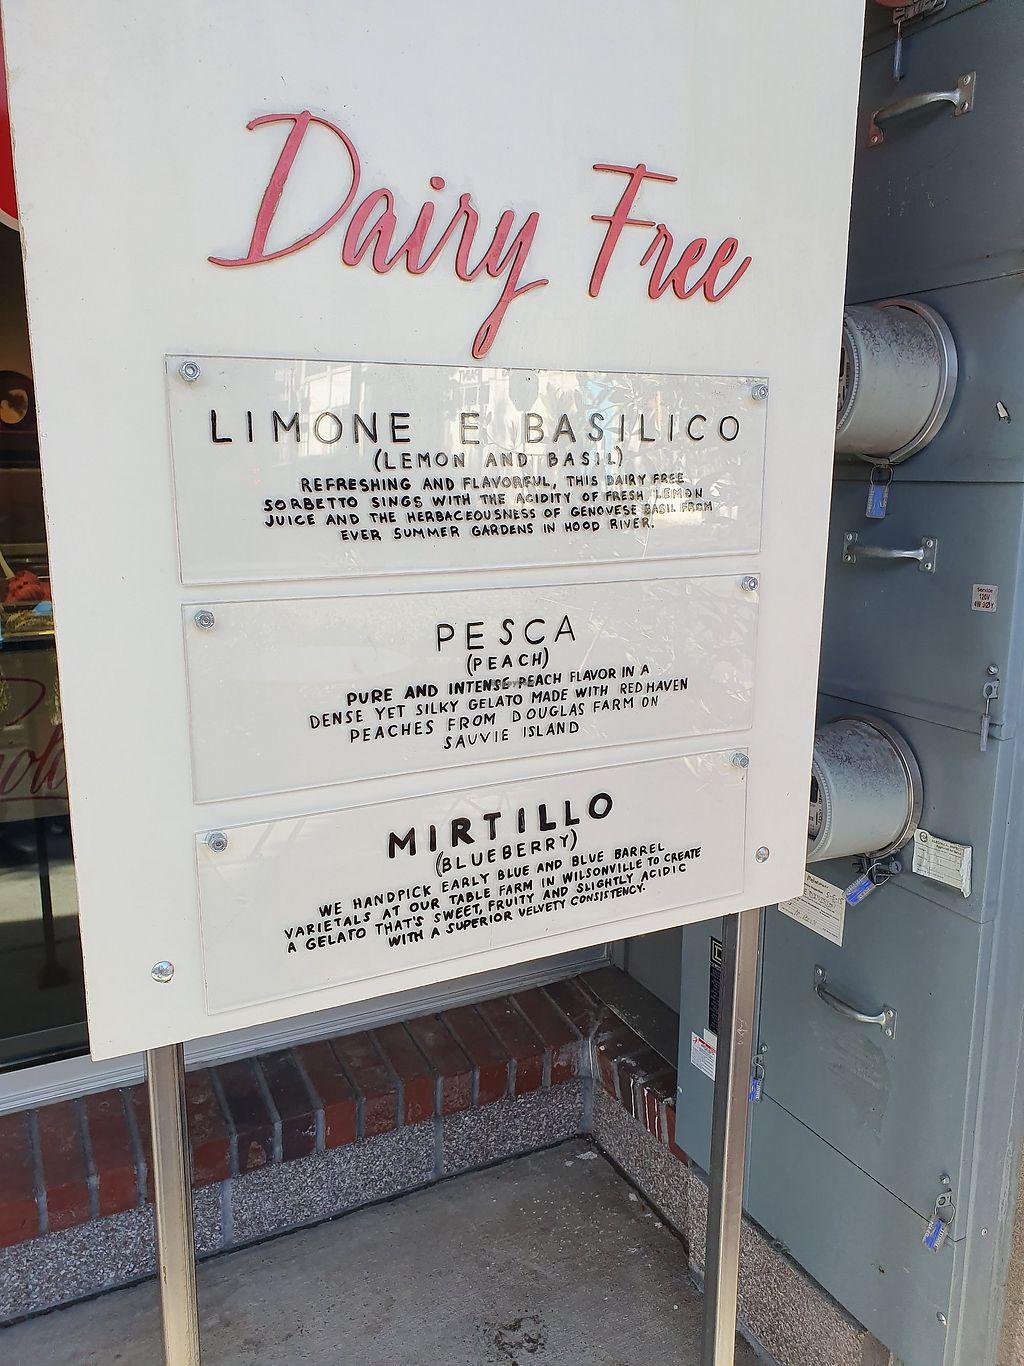 Dairy Free
LIMONE E BASILICO
(LEMON AND BASIL)
REFRESHING AND FLAVORFUL, THIS DAIRY FREE
SORBETTO SINGS WITH THE ACIDITY OF FRESH LEMON
JUICE AND THE HERBACEOUSNESS OF GENOVESE BASIL FROM
EVER SUMMER GARDENS IN HOOD RIVER.
PESCA
(PEACH)
PURE AND INTENSE PEACH FLAVOR IN A
DENSE YET SILKY GELATO MADE WITH RED HAVEN
PEACHES FROM DOUGLAS FARM ON
SAUVIE ISLAND
MIRTILLO
(BLUEBERRY)
WE HANDPICK EARLY BLUE AND BLUE BARREL
VARIETALS AT OUR TABLE FARM IN WILSONVILLE TO CREATE
A GELATO THAT'S SWEET, FRUITY AND SLIGHTLY ACIDIC
WITH A SUPERIOR VELVETY CONSISTENCY.
Service
120V
4W 3Ø Y